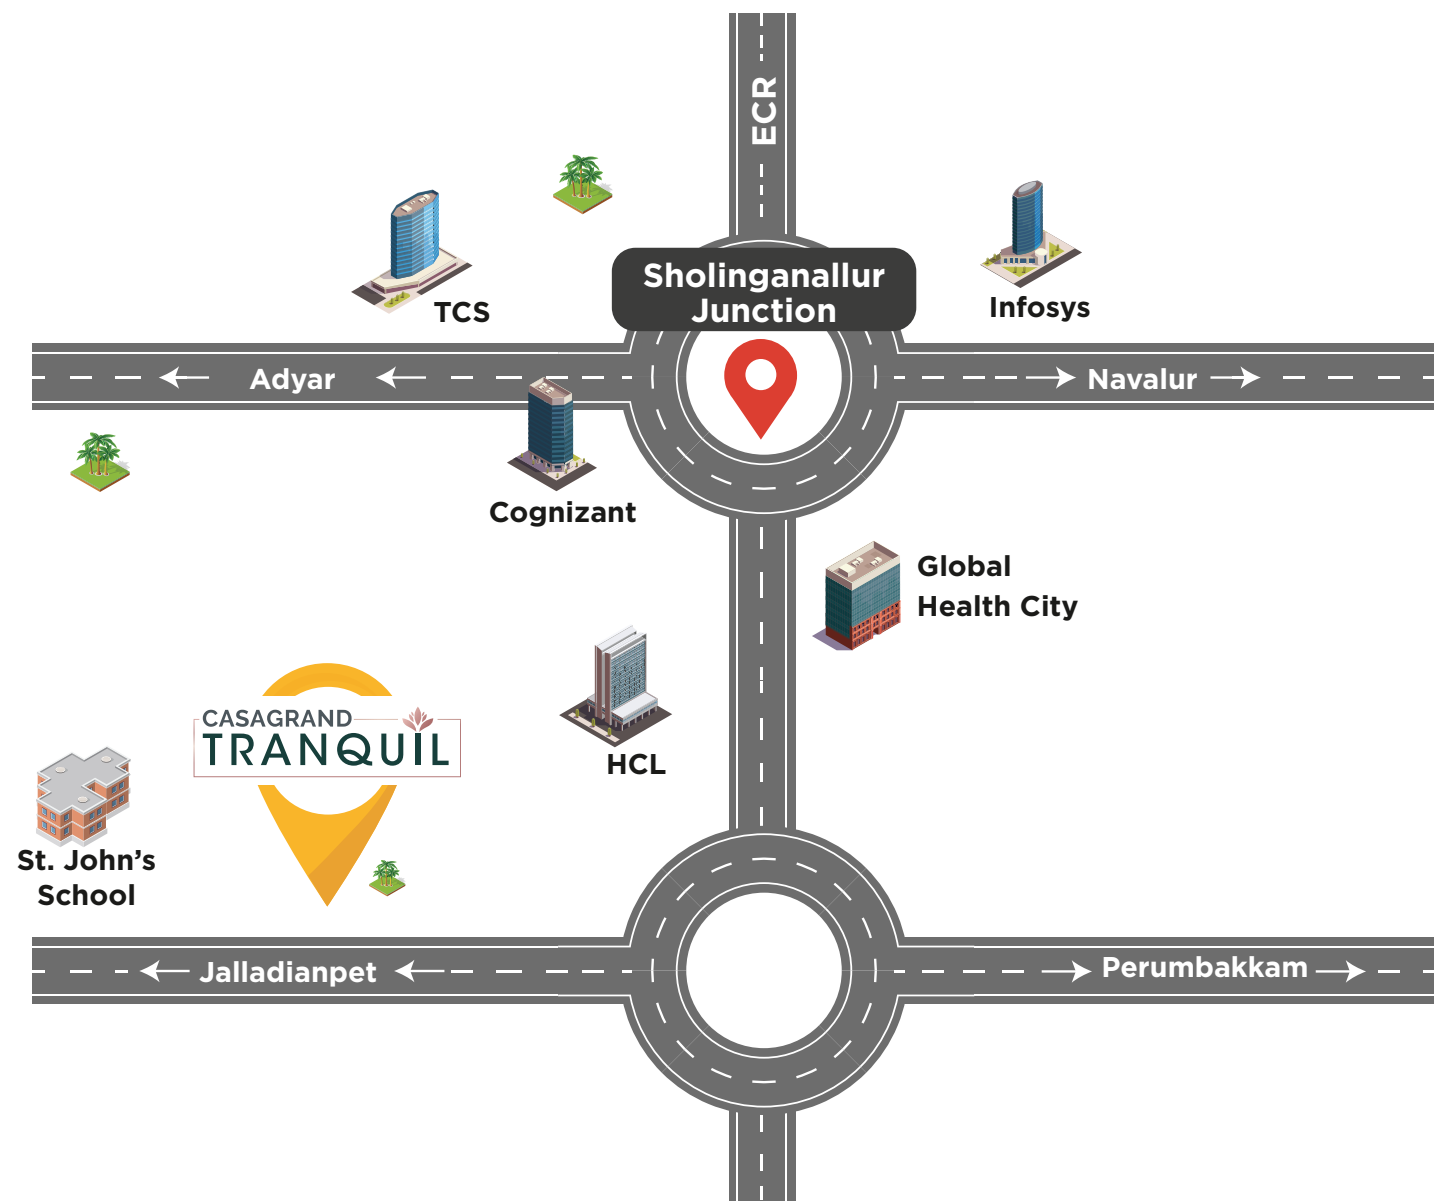 ECR
Sholinganallur
Junction
TCS
Infosys
Adyar
Navalur
Cognizant
Global
Health City
CASAGRAND
TRANQUIL
HCL
St. John’s
School
Jalladianpet
Perumbakkam